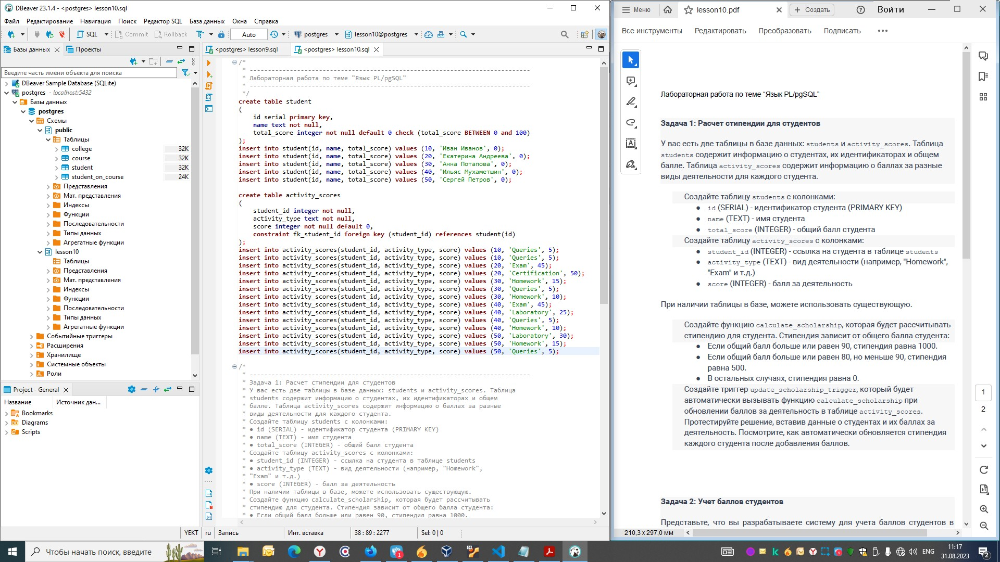 DBeaver 23.1.4 - <postgres> lesson10.sql
Файл Редактирование Навигация Поиск Редактор SQL База данных Окна Справка
SQL Commit Rollback Auto postgres lesson10@postgres
Базы данных Проекты
Введите часть имени объекта для поиска
DBeaver Sample Database (SQLite)
postgres - localhost:5432
Базы данных
postgres
Схемы
public
Таблицы
college 32K
course 32K
student 32K
student_on_course 24K
Представления
Мат. представления
Индексы
Функции
Последовательности
Типы данных
Агрегатные функции
lesson10
Таблицы
Представления
Мат. представления
Индексы
Функции
Последовательности
Типы данных
Агрегатные функции
Событийные триггеры
Расширения
Хранилище
Системные объекты
Роли
Project - General
Название Источник дан...
Bookmarks
Diagrams
Scripts
<postgres> lesson9.sql <postgres> lesson10.sql
/*
* -----------------------------------------------------------------------------
* Лабораторная работа по теме "Язык PL/pgSQL"
* -----------------------------------------------------------------------------
*/
create table student
(
id serial primary key,
name text not null,
total_score integer not null default 0 check (total_score BETWEEN 0 and 100)
);
insert into student(id, name, total_score) values (10, 'Иван Иванов', 0);
insert into student(id, name, total_score) values (20, 'Екатерина Андреева', 0);
insert into student(id, name, total_score) values (30, 'Анна Потапова', 0);
insert into student(id, name, total_score) values (40, 'Ильяс Мухаметшин', 0);
insert into student(id, name, total_score) values (50, 'Сергей Петров', 0);
create table activity_scores
(
student_id integer not null,
activity_type text not null,
score integer not null default 0,
constraint fk_student_id foreign key (student_id) references student(id)
);
insert into activity_scores(student_id, activity_type, score) values (10, 'Queries', 5);
insert into activity_scores(student_id, activity_type, score) values (10, 'Queries', 5);
insert into activity_scores(student_id, activity_type, score) values (20, 'Exam', 45);
insert into activity_scores(student_id, activity_type, score) values (20, 'Certification', 50);
insert into activity_scores(student_id, activity_type, score) values (30, 'Homework', 15);
insert into activity_scores(student_id, activity_type, score) values (30, 'Queries', 5);
insert into activity_scores(student_id, activity_type, score) values (30, 'Homework', 10);
insert into activity_scores(student_id, activity_type, score) values (40, 'Exam', 45);
insert into activity_scores(student_id, activity_type, score) values (40, 'Laboratory', 25);
insert into activity_scores(student_id, activity_type, score) values (40, 'Queries', 5);
insert into activity_scores(student_id, activity_type, score) values (40, 'Homework', 10);
insert into activity_scores(student_id, activity_type, score) values (50, 'Laboratory', 30);
insert into activity_scores(student_id, activity_type, score) values (50, 'Homework', 15);
insert into activity_scores(student_id, activity_type, score) values (50, 'Queries', 5);
/*
* -----------------------------------------------------------------------------
* Задача 1: Расчет стипендии для студентов
* У вас есть две таблицы в базе данных: students и activity_scores. Таблица
* students содержит информацию о студентах, их идентификаторах и общем
* балле. Таблица activity_scores содержит информацию о баллах за разные
* виды деятельности для каждого студента.
* Создайте таблицу students с колонками:
* ● id (SERIAL) - идентификатор студента (PRIMARY KEY)
* ● name (TEXT) - имя студента
* ● total_score (INTEGER) - общий балл студента
* Создайте таблицу activity_scores с колонками:
* ● student_id (INTEGER) - ссылка на студента в таблице students
* ● activity_type (TEXT) - вид деятельности (например, "Homework",
* "Exam" и т.д.)
* ● score (INTEGER) - балл за деятельность
* При наличии таблицы в базе, можете использовать существующую.
* Создайте функцию calculate_scholarship, которая будет рассчитывать
* стипендию для студента. Стипендия зависит от общего балла студента:
* ● Если общий балл больше или равен 90, стипендия равна 1000.
YEKT ru Запись Инт. вставка 38 : 89 : 2277 Sel: 0 | 0
Меню lesson10.pdf Создать Войти
Все инструменты Редактировать Преобразовать Подписать
Лабораторная работа по теме “Язык PL/pgSQL”
Задача 1: Расчет стипендии для студентов
У вас есть две таблицы в базе данных: students и activity_scores. Таблица
students содержит информацию о студентах, их идентификаторах и общем
балле. Таблица activity_scores содержит информацию о баллах за разные
виды деятельности для каждого студента.
Создайте таблицу students с колонками:
● id (SERIAL) - идентификатор студента (PRIMARY KEY)
● name (TEXT) - имя студента
● total_score (INTEGER) - общий балл студента
Создайте таблицу activity_scores с колонками:
● student_id (INTEGER) - ссылка на студента в таблице students
● activity_type (TEXT) - вид деятельности (например, "Homework",
"Exam" и т.д.)
● score (INTEGER) - балл за деятельность
При наличии таблицы в базе, можете использовать существующую.
Создайте функцию calculate_scholarship, которая будет рассчитывать
стипендию для студента. Стипендия зависит от общего балла студента:
● Если общий балл больше или равен 90, стипендия равна 1000.
● Если общий балл больше или равен 80, но меньше 90, стипендия
равна 500.
● В остальных случаях, стипендия равна 0.
Создайте триггер update_scholarship_trigger, который будет
автоматически вызывать функцию calculate_scholarship при
обновлении баллов за деятельность в таблице activity_scores.
Протестируйте решение, вставив данные о студентах и их баллах за
деятельность. Посмотрите, как автоматически обновляется стипендия
каждого студента после добавления баллов.
Задача 2: Учет баллов студентов
Представьте, что вы разрабатываете систему для учета баллов студентов в
1
2
210,3 x 297,0 мм
Чтобы начать поиск, введите
ENG
11:17
31.08.2023
2